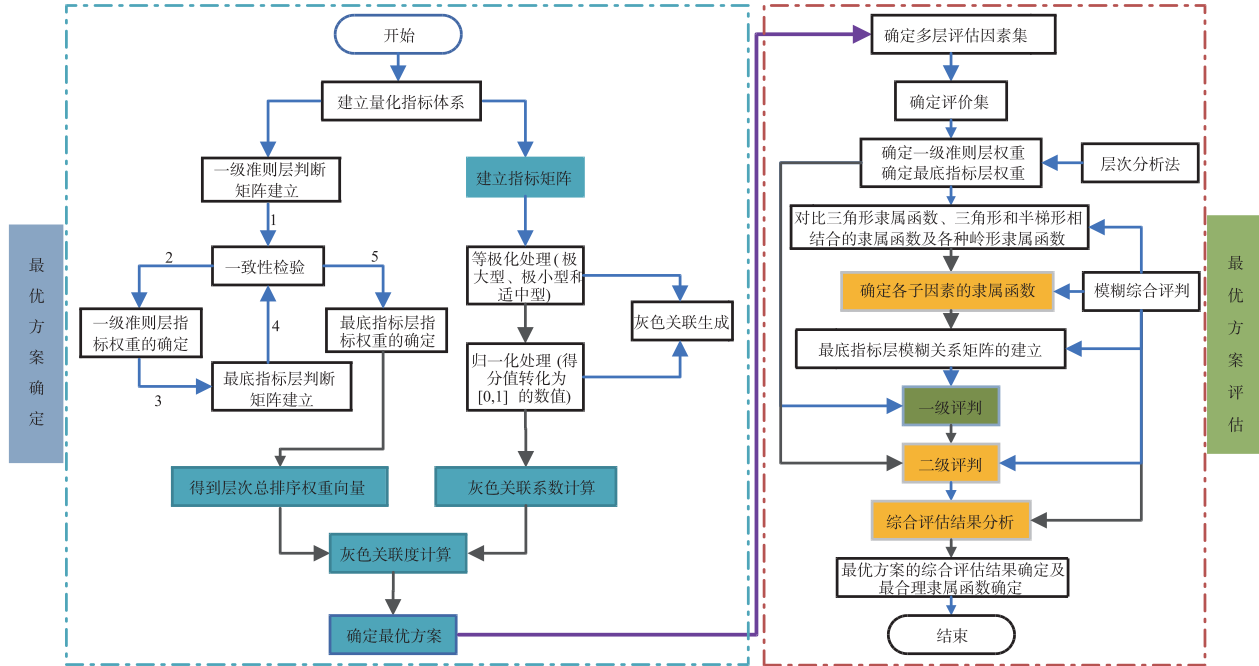 最优方案确定
开始
建立量化指标体系
一级准则层判断
矩阵建立
建立指标矩阵
1
一致性检验
2
5
4
3
一级准则层指
标权重的确定
最底指标层指
标权重的确定
最底指标层判断
矩阵建立
等极化处理(极
大型、极小型和
适中型)
灰色关联生成
归一化处理 (得
分值转化为
[0,1] 的数值)
得到层次总排序权重向量
灰色关联系数计算
灰色关联度计算
确定最优方案
确定多层评估因素集
确定评价集
确定一级准则层权重
确定最底指标层权重
层次分析法
对比三角形隶属函数、三角形和半梯形相
结合的隶属函数及各种岭形隶属函数
确定各子因素的隶属函数
模糊综合评判
最底指标层模糊关系矩阵的建立
一级评判
二级评判
综合评估结果分析
最优方案的综合评估结果确定及
最合理隶属函数确定
结束
最优方案评估